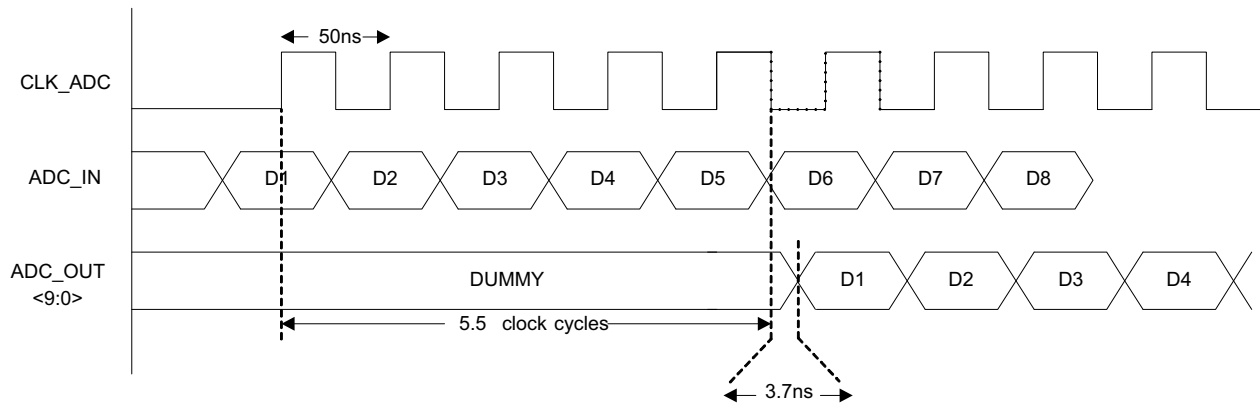 50ns
CLK_ADC
ADC_IN
D1 D2 D3 D4 D5 D6 D7 D8
ADC_OUT
<9:0>
DUMMY D1 D2 D3 D4
5.5 clock cycles
3.7ns